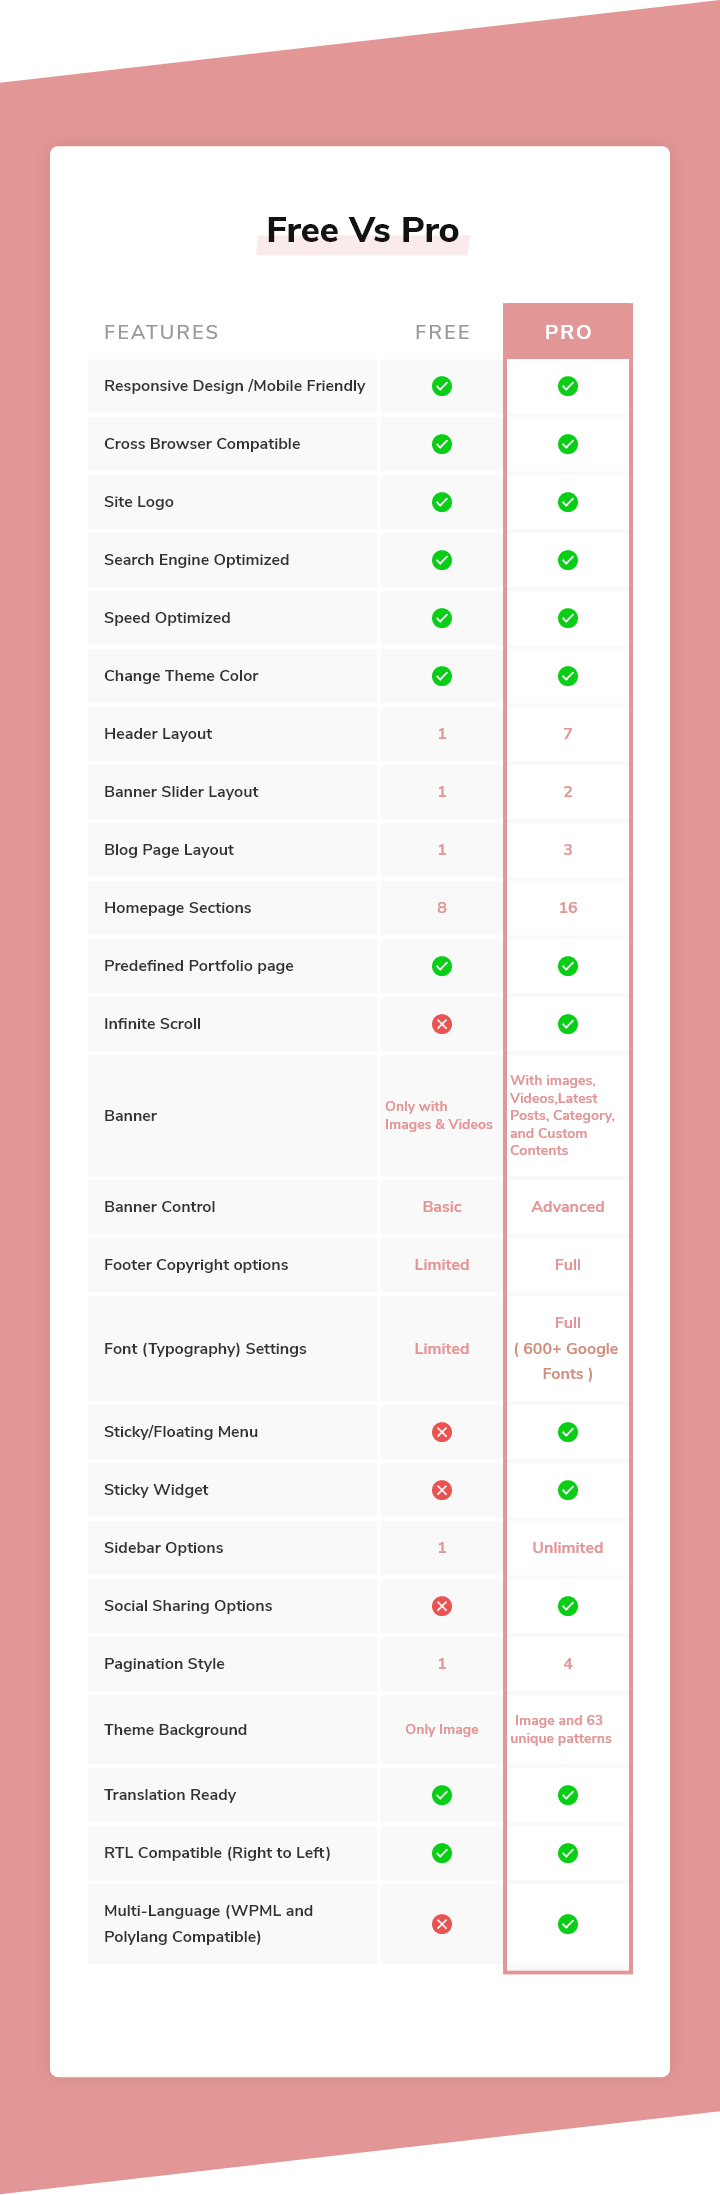 Free Vs Pro
FEATURES FREE PRO
Responsive Design /Mobile Friendly
Cross Browser Compatible
Site Logo
Search Engine Optimized
Speed Optimized
Change Theme Color
Header Layout 1 7
Banner Slider Layout 1 2
Blog Page Layout 1 3
Homepage Sections 8 16
Predefined Portfolio page
Infinite Scroll
Banner
Only with
Images & Videos
With images,
Videos,Latest
Posts, Category,
and Custom
Contents
Banner Control Basic Advanced
Footer Copyright options Limited Full
Font (Typography) Settings Limited
Full
( 600+ Google
Fonts )
Sticky/Floating Menu
Sticky Widget
Sidebar Options 1 Unlimited
Social Sharing Options
Pagination Style 1 4
Theme Background Only Image
Image and 63
unique patterns
Translation Ready
RTL Compatible (Right to Left)
Multi-Language (WPML and
Polylang Compatible)